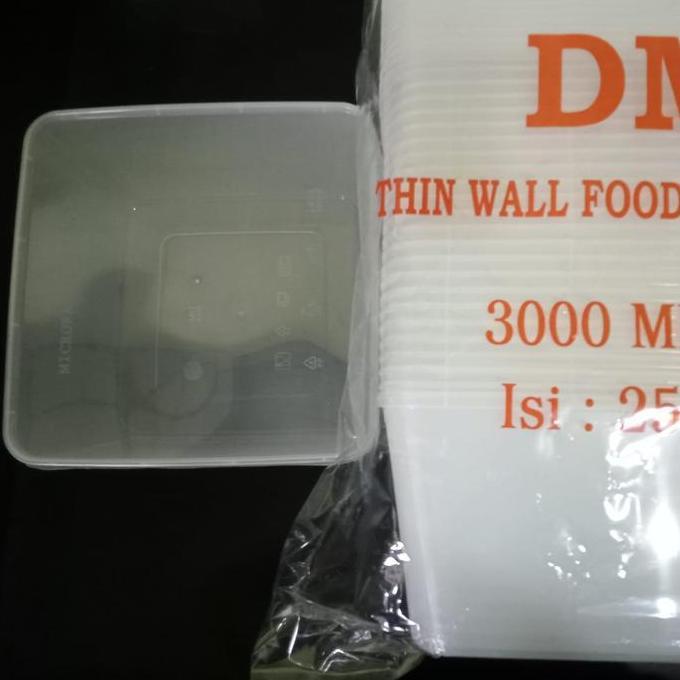 DM
THIN WALL FOOD
3000 M
Isi : 25